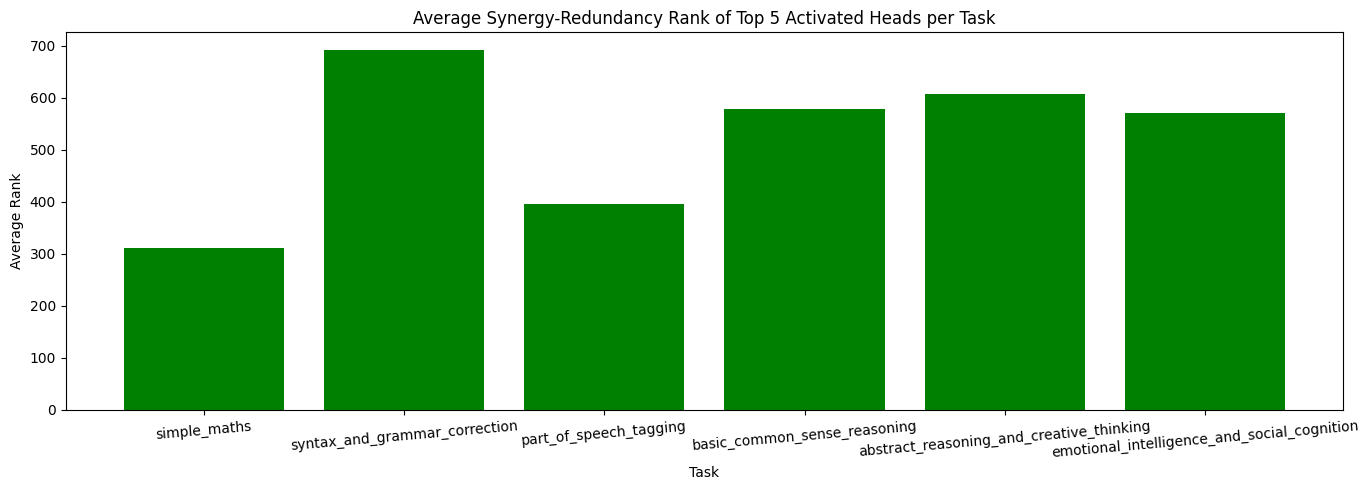 Average Synergy-Redundancy Rank of Top 5 Activated Heads per Task
Average Rank
700
600
500
400
300
200
100
0
simple_maths
syntax_and_grammar_correction
part_of_speech_tagging
basic_common_sense_reasoning
abstract_reasoning_and_creative_thinking
emotional_intelligence_and_social_cognition
Task